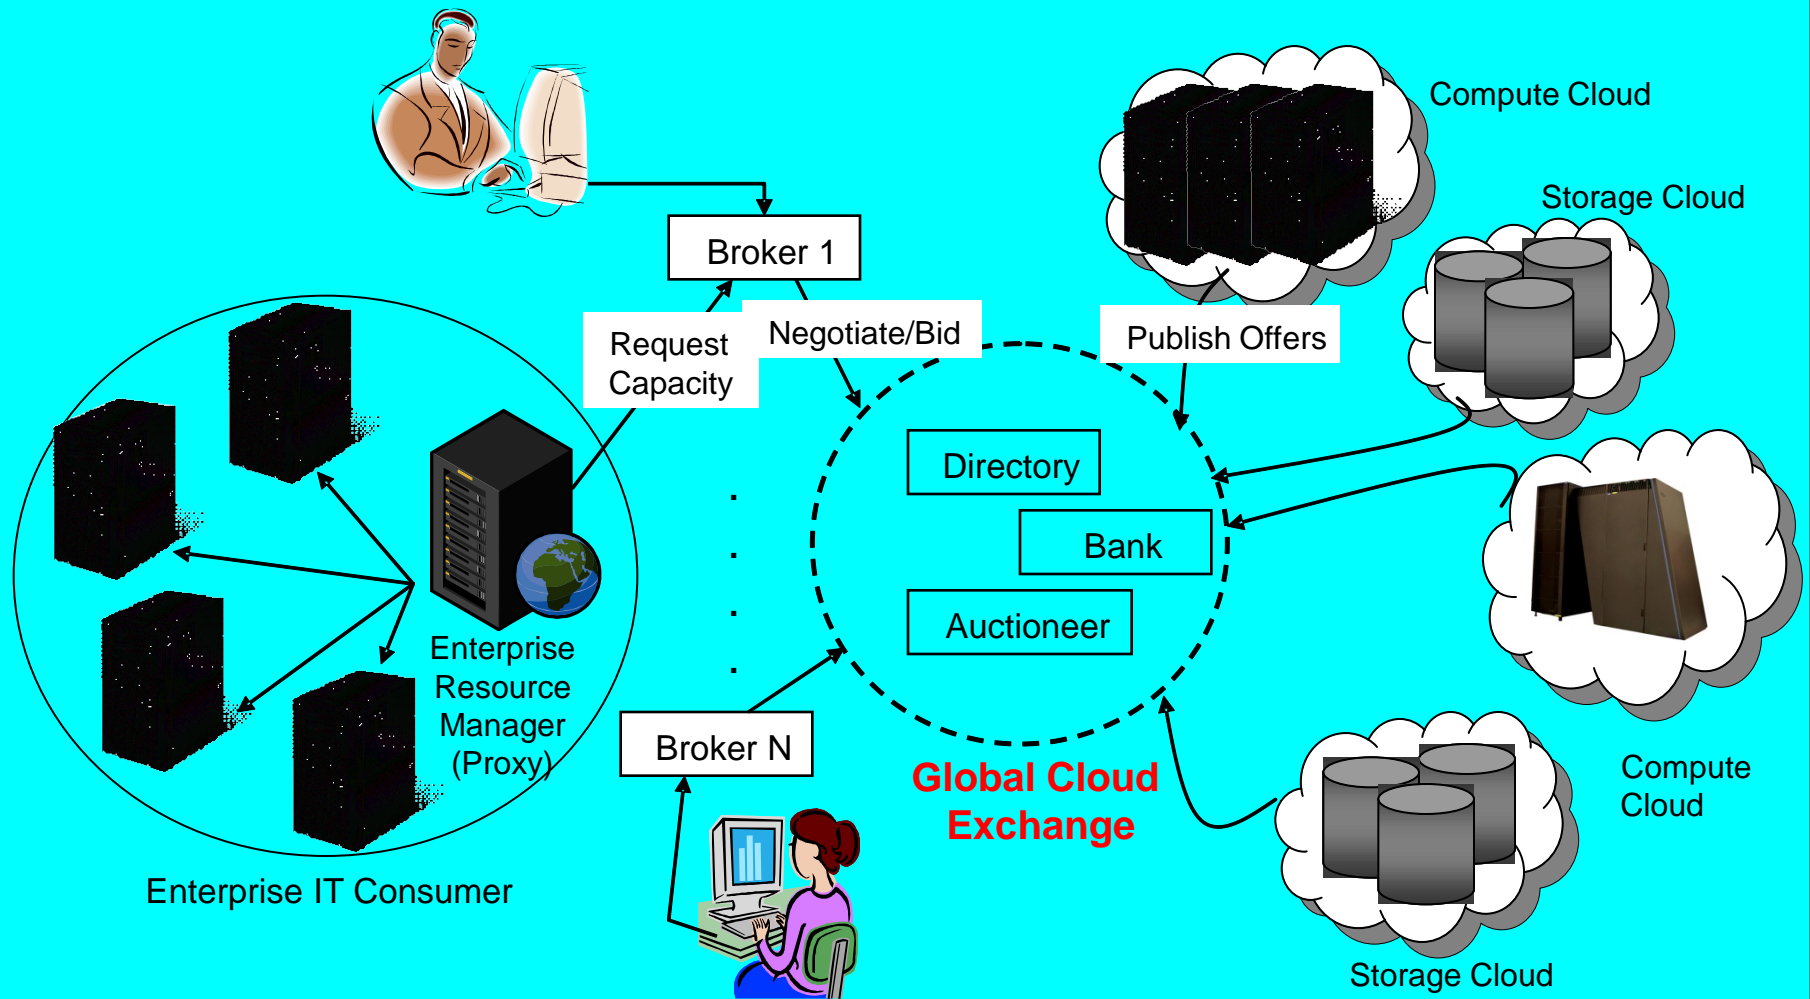 Compute Cloud
Storage Cloud
Broker 1
Request
Capacity
Negotiate/Bid
Publish Offers
Directory
Bank
Auctioneer
Enterprise
Resource
Manager
(Proxy)
Broker N
Global Cloud
Exchange
Compute
Cloud
Enterprise IT Consumer
Storage Cloud